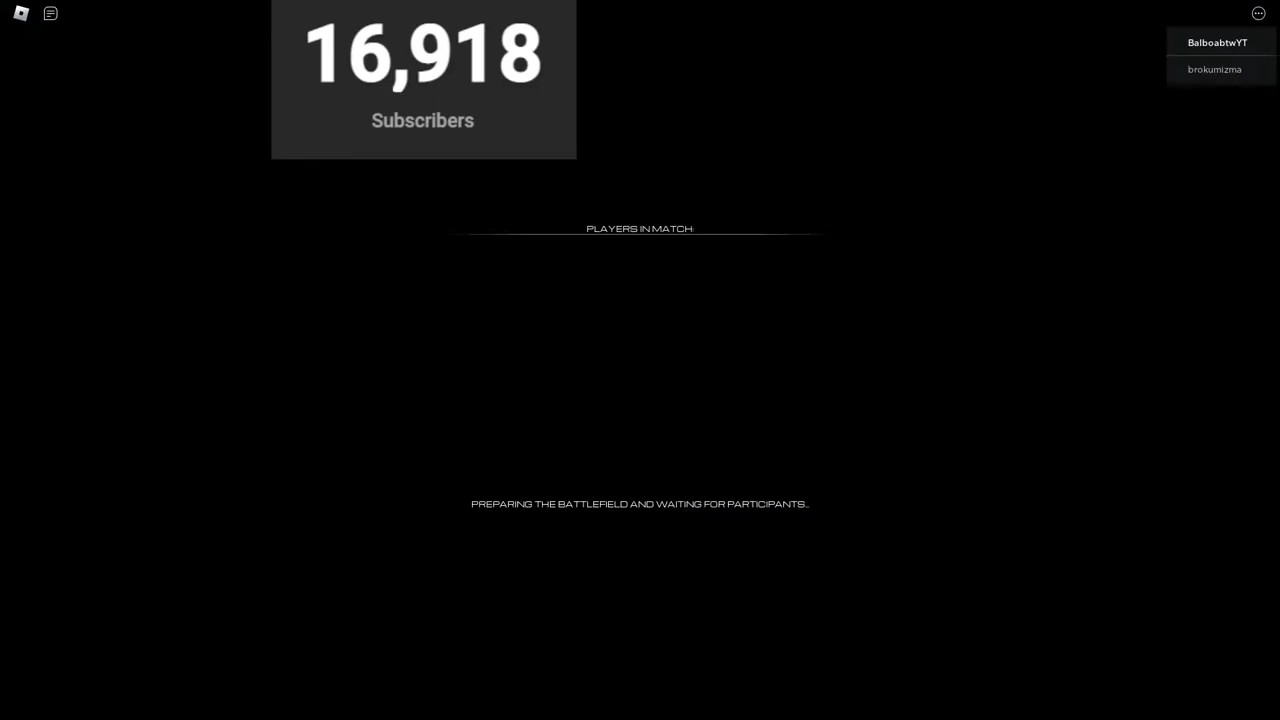 16,918
Subscribers
BalboabtwYT
brokumizma
PLAYERS IN MATCH:
PREPARING THE BATTLEFIELD AND WAITING FOR PARTICIPANTS...